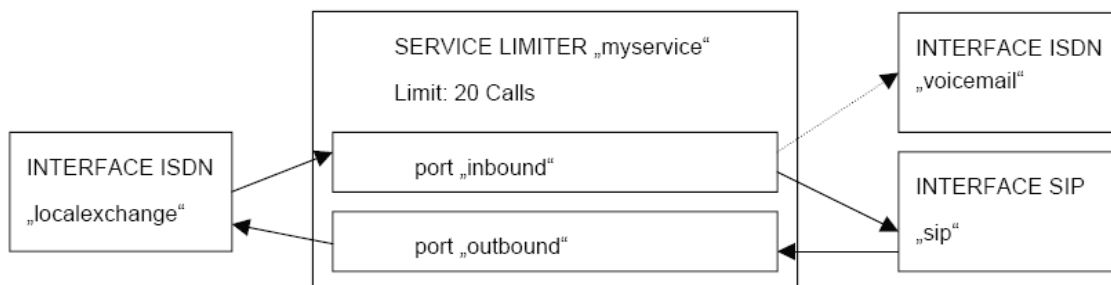 SERVICE LIMITER „myservice“
Limit: 20 Calls
INTERFACE ISDN
„voicemail“
INTERFACE ISDN
„localexchange“
port „inbound“
port „outbound“
INTERFACE SIP
„sip“